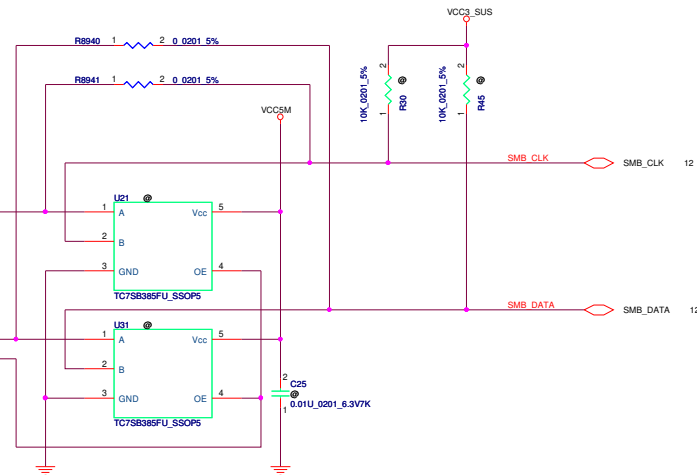 VCC3_SUS
R8940 1 2 0_0201_5%
R8941 1 2 0_0201_5%
10K_0201_5%
2
1
@
R30
10K_0201_5%
2
1
@
R45
VCC5M
SMB_CLK
SMB_CLK 12
U21 @
1 A Vcc 5
2 B
3 GND OE 4
TC7SB385FU_SSOP5
SMB_DATA
SMB_DATA 12
U31 @
1 A Vcc 5
2 B
3 GND OE 4
TC7SB385FU_SSOP5
2
C25
@
0.01U_0201_6.3V7K
1